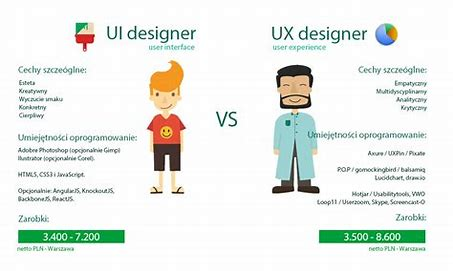 UI designer
user interface
Cechy szczególne:
Esteta
Kreatywny
Wyczucie smaku
Konkretny
Cierpliwy
Umiejętności oprogramowanie:
Adobre Photoshop (opcjonalnie Gimp)
Ilustrator (opcjonalnie Corel).
HTML5, CSS3 i JavaScript.
Opcjonalnie: AngularJS, KnockoutJS,
BackboneJS, ReactJS.
Zarobki:
3.400 - 7.200
netto PLN - Warszawa
VS
UX designer
user experience
Cechy szczególne:
Empatyczny
Multidyscyplinarny
Analityczny
Krytyczny
Umiejętności oprogramowanie:
Axure / UXPin / Pixate
P.O.P / gomockingbird / balsamiq
Lucidchart, draw.io
Hotjar / Usabilitytools, VWO
Loop11 / Userzoom, Skype, Screencast-O
Zarobki:
3.500 - 8.600
netto PLN - Warszawa